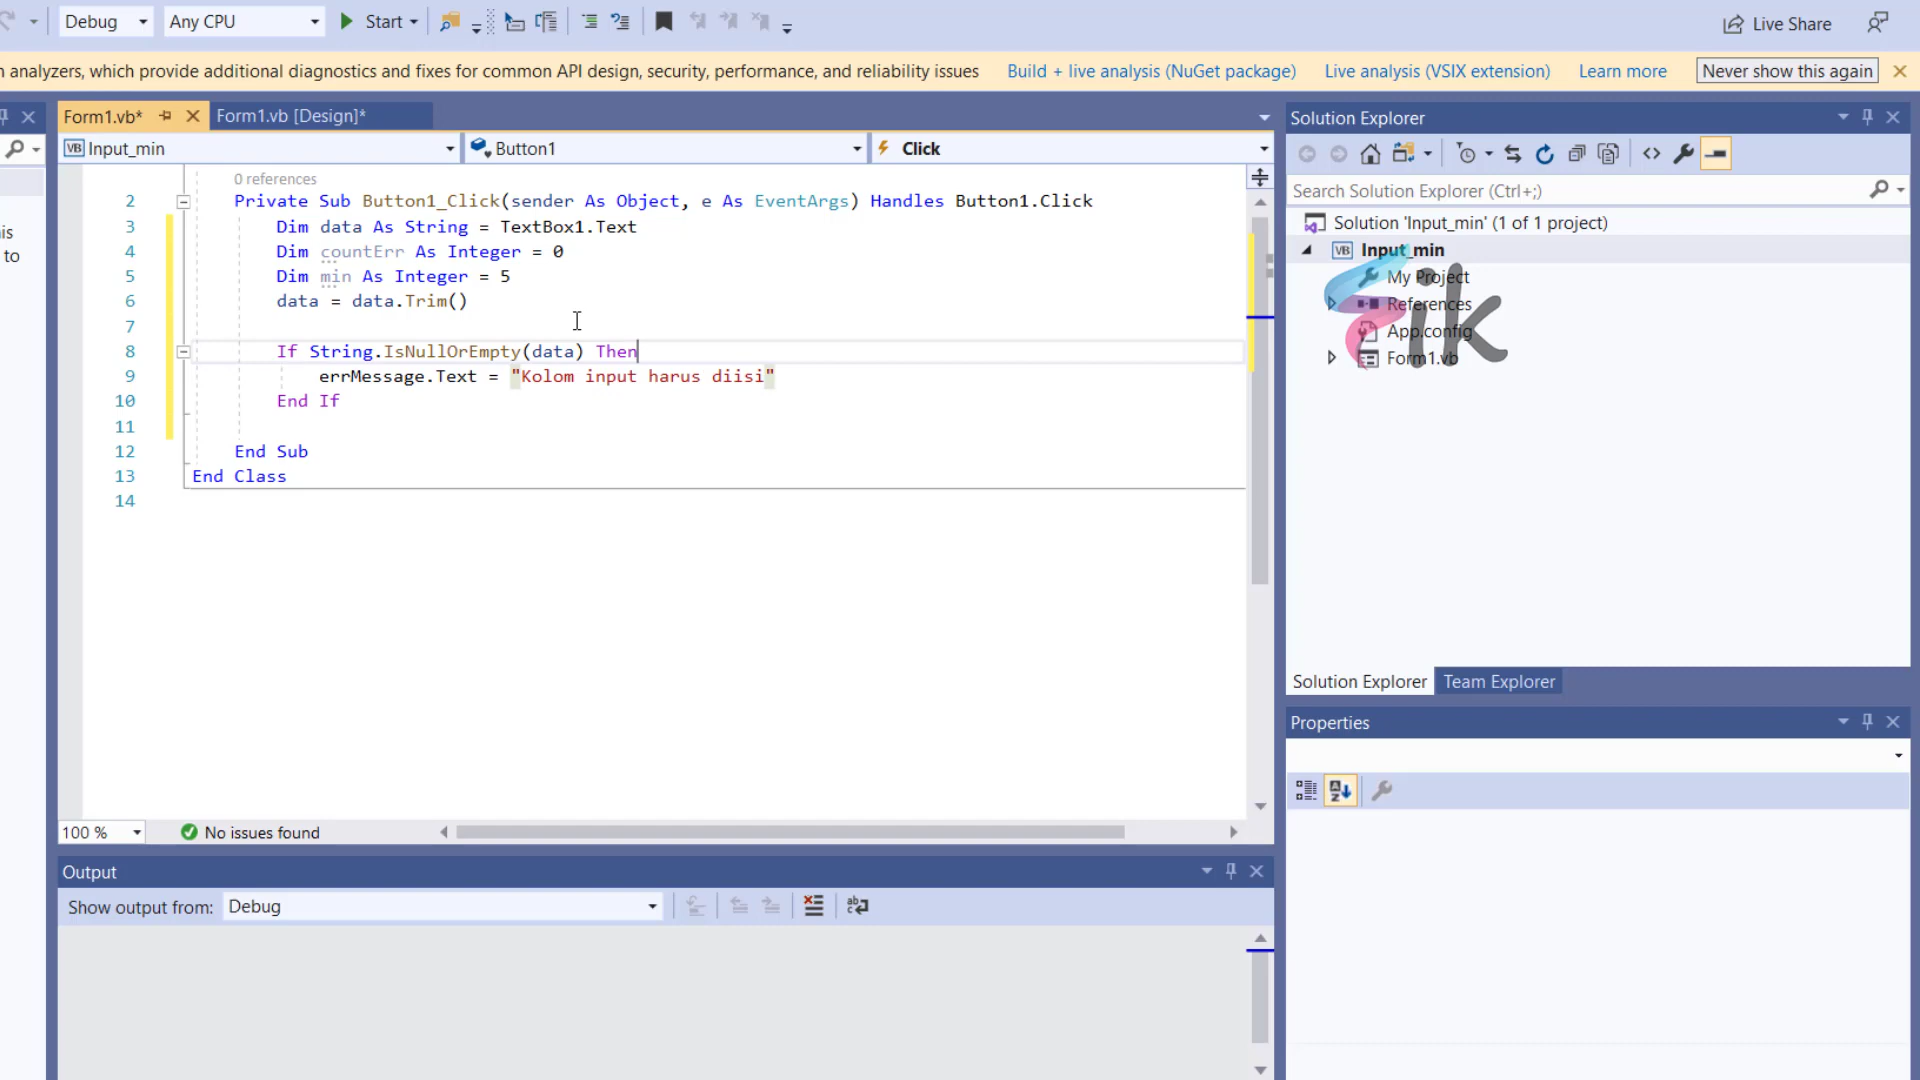 Debug Any CPU Start Live Share
n analyzers, which provide additional diagnostics and fixes for common API design, security, performance, and reliability issues Build + live analysis (NuGet package) Live analysis (VSIX extension) Learn more Never show this again
Form1.vb* Form1.vb [Design]*
VB Input_min Button1 Click
0 references
2 Private Sub Button1_Click(sender As Object, e As EventArgs) Handles Button1.Click
3 Dim data As String = TextBox1.Text
4 Dim countErr As Integer = 0
5 Dim min As Integer = 5
6 data = data.Trim()
7
8 If String.IsNullOrEmpty(data) Then
9 errMessage.Text = "Kolom input harus diisi"
10 End If
11
12 End Sub
13 End Class
14
is
to
100 % No issues found
Output
Show output from: Debug
Solution Explorer
Search Solution Explorer (Ctrl+;)
Solution 'Input_min' (1 of 1 project)
VB Input_min
My Project
References
App.config
Form1.vb
ik
Solution Explorer Team Explorer
Properties